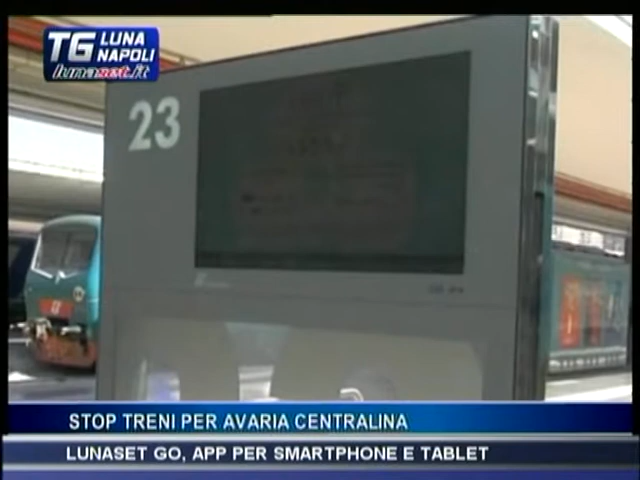 TG LUNA
NAPOLI
lunaset.it
23
STOP TRENI PER AVARIA CENTRALINA
LUNASET GO, APP PER SMARTPHONE E TABLET